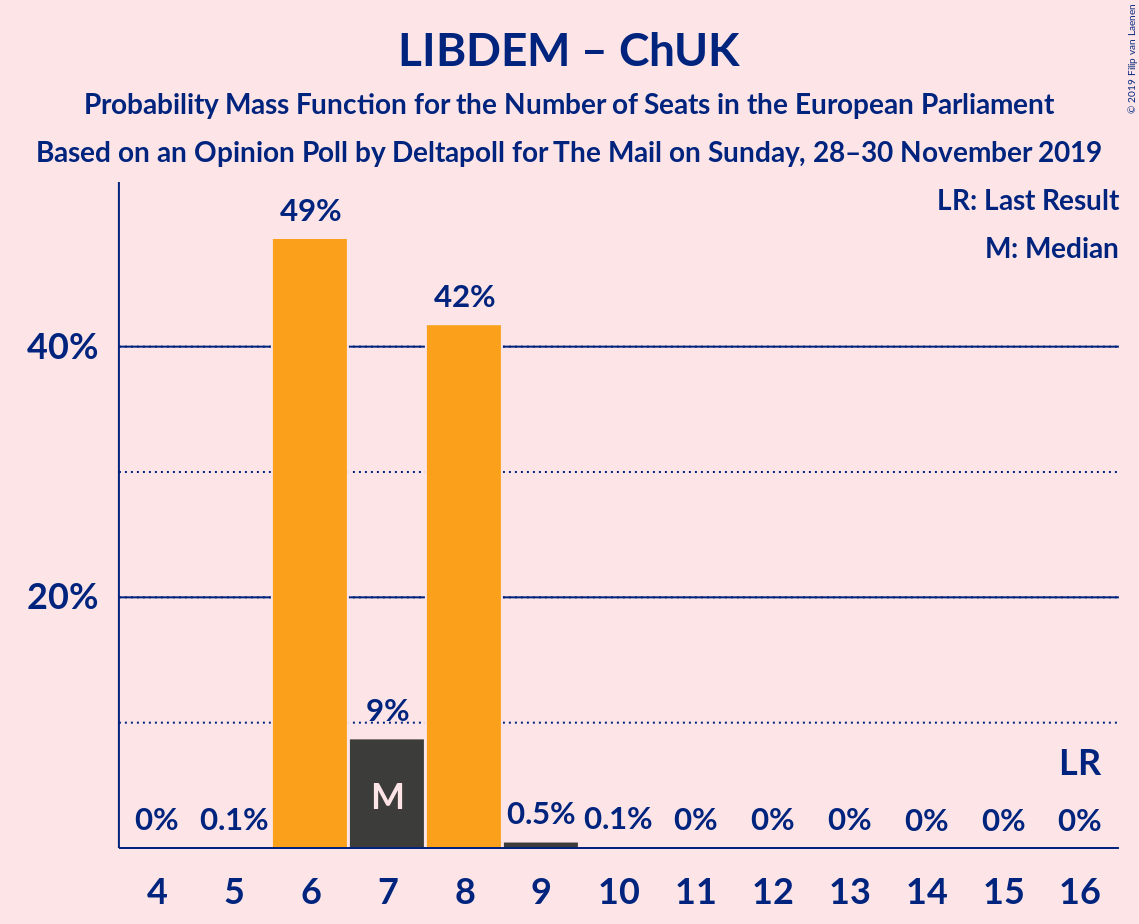 LIBDEM – ChUK
Probability Mass Function for the Number of Seats in the European Parliament
Based on an Opinion Poll by Deltapoll for The Mail on Sunday, 28–30 November 2019
© 2019 Filip van Laenen
LR: Last Result
M: Median
49%
42%
40%
20%
9%
LR
M
0% 0.1% 0.5% 0.1% 0% 0% 0% 0% 0% 0%
4 5 6 7 8 9 10 11 12 13 14 15 16